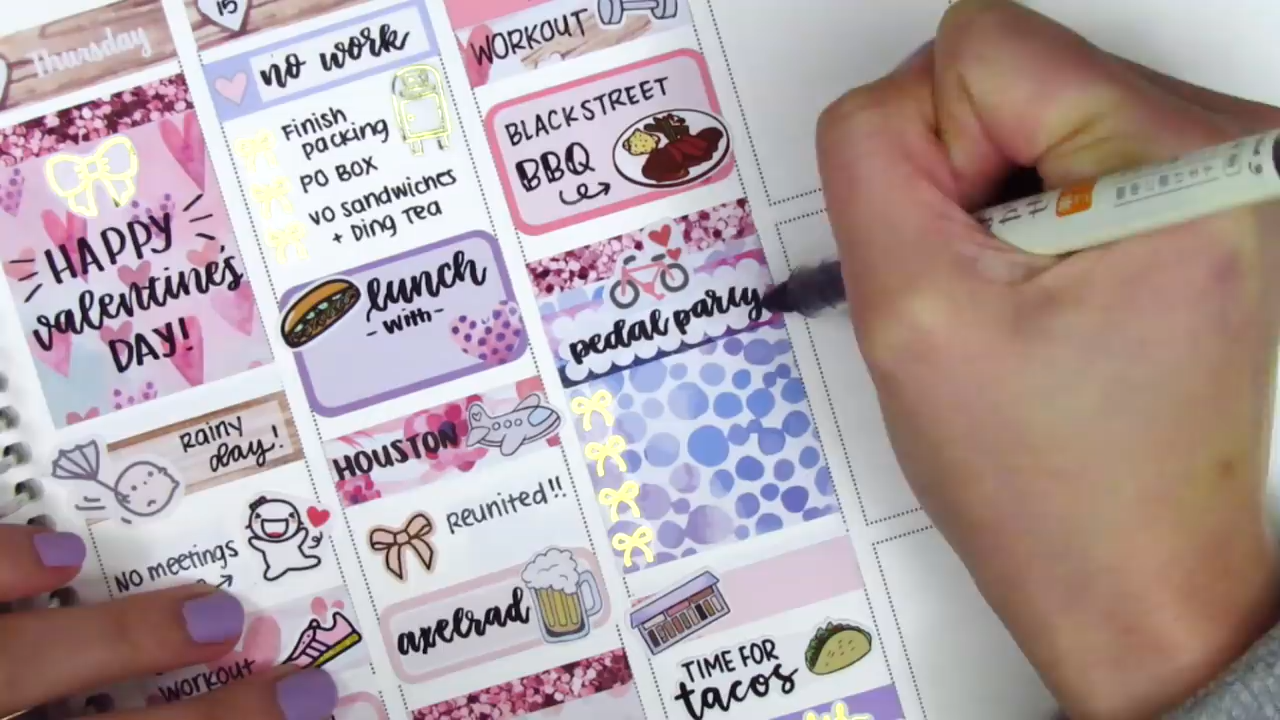 Thursday
HAPPY
valentine's
DAY!
Rainy
day!
NO meetings
WORKOUT
15
no work
Finish
packing
PO BOX
VO sandwiches
+ Ding Tea
lunch
- with -
HOUSTON
Reunited!!
axelrad
WORKOUT
BLACKSTREET
BBQ
pedal party
TIME FOR
tacos